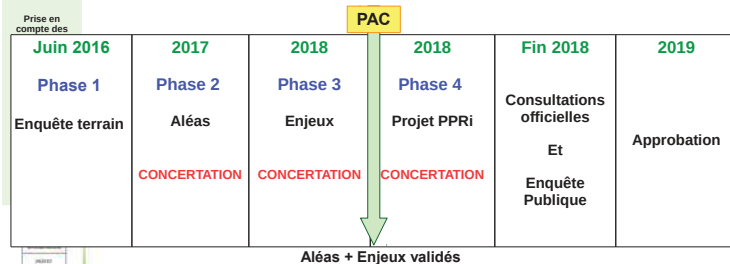 Prise en
compte des
PAC
Juin 2016
Phase 1
Enquête terrain
2017
Phase 2
Aléas
CONCERTATION
2018
Phase 3
Enjeux
CONCERTATION
2018
Phase 4
Projet PPRi
CONCERTATION
Fin 2018
Consultations
officielles
Et
Enquête
Publique
2019
Approbation
Aléas + Enjeux validés